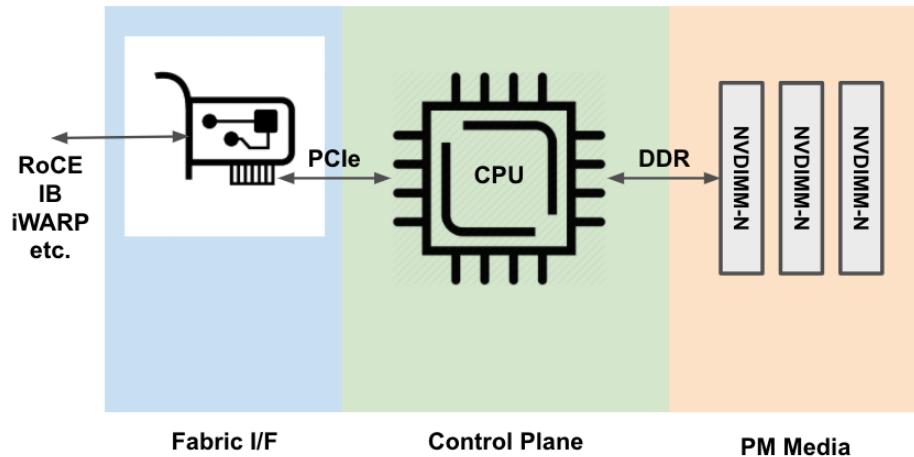 RoCE
IB
iWARP
etc.
PCIe
CPU
DDR
NVDIMM-N
NVDIMM-N
NVDIMM-N
Fabric I/F
Control Plane
PM Media